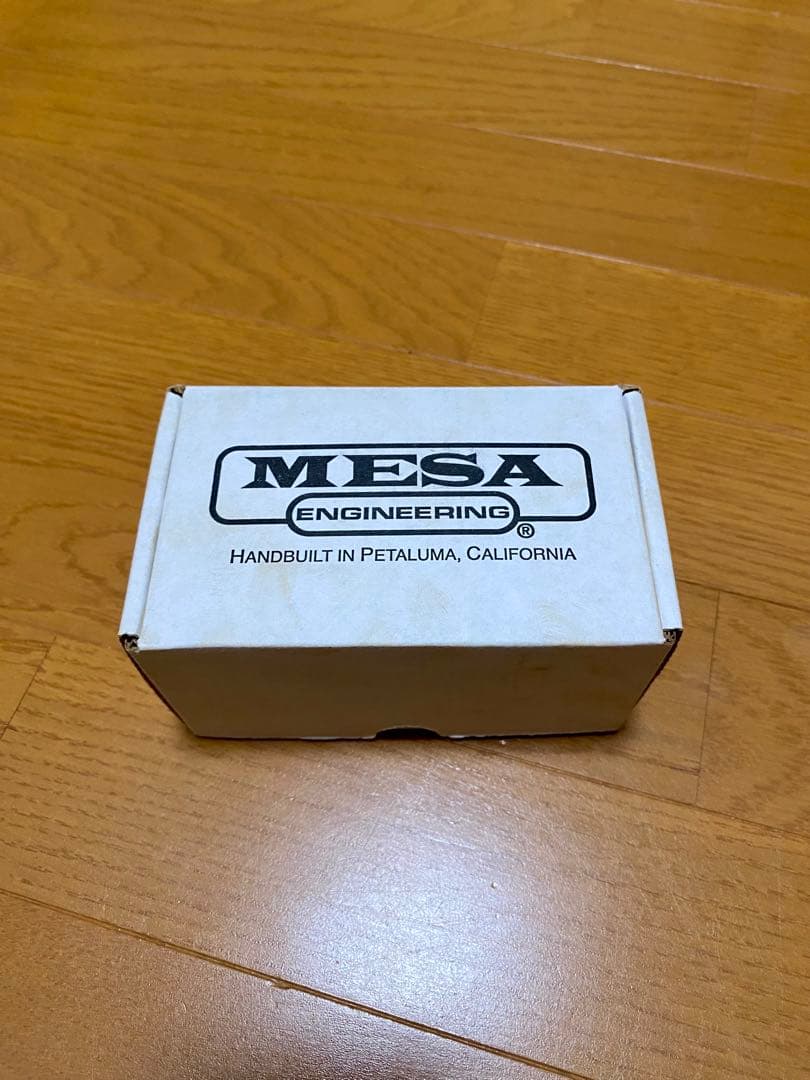 MESA
ENGINEERING
®
HANDBUILT IN PETALUMA, CALIFORNIA